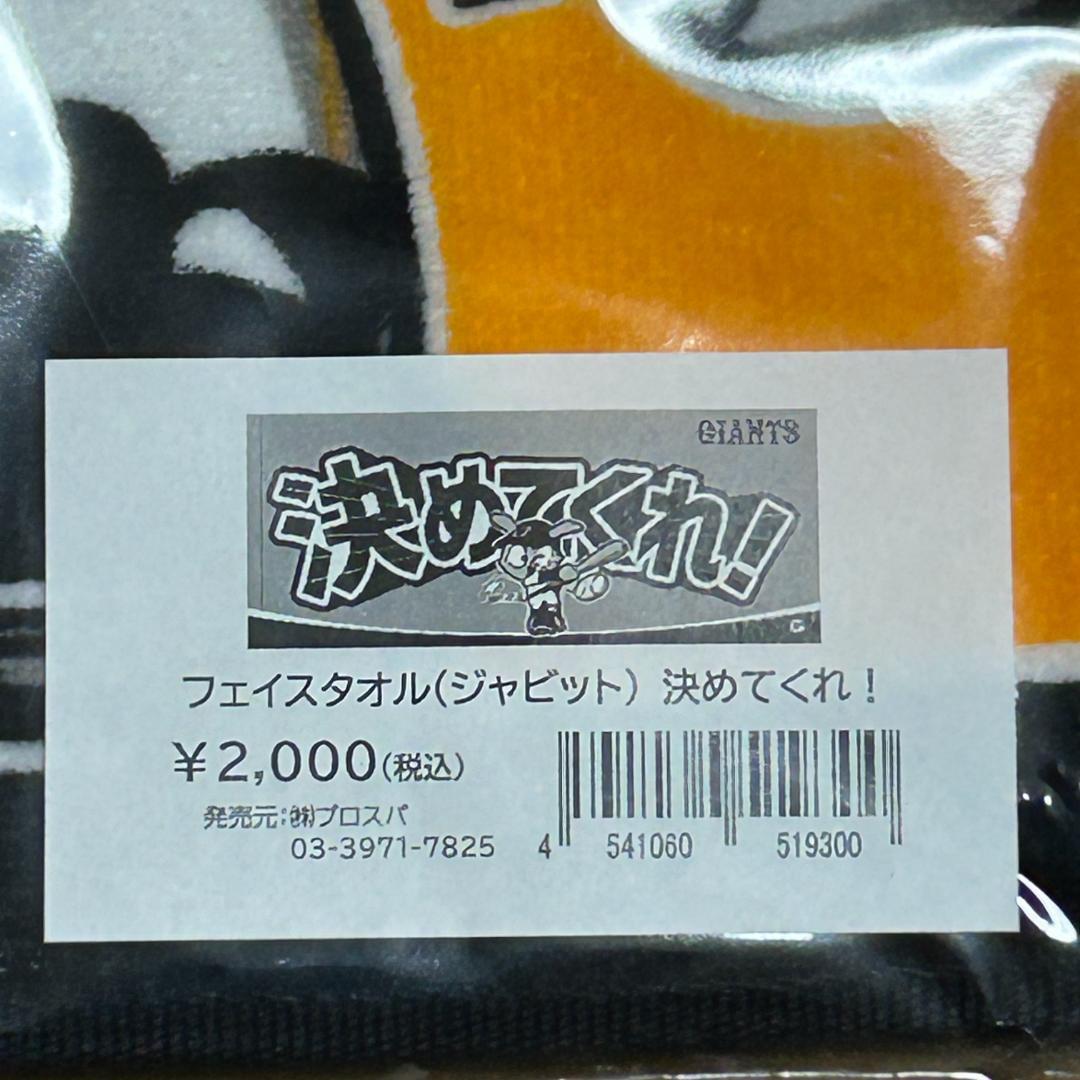 GIANTS
決めてくれ!
G
フェイスタオル(ジャビット) 決めてくれ!
¥2,000(税込)
発売元:㈱プロスパ
03-3971-7825
4 541060 519300